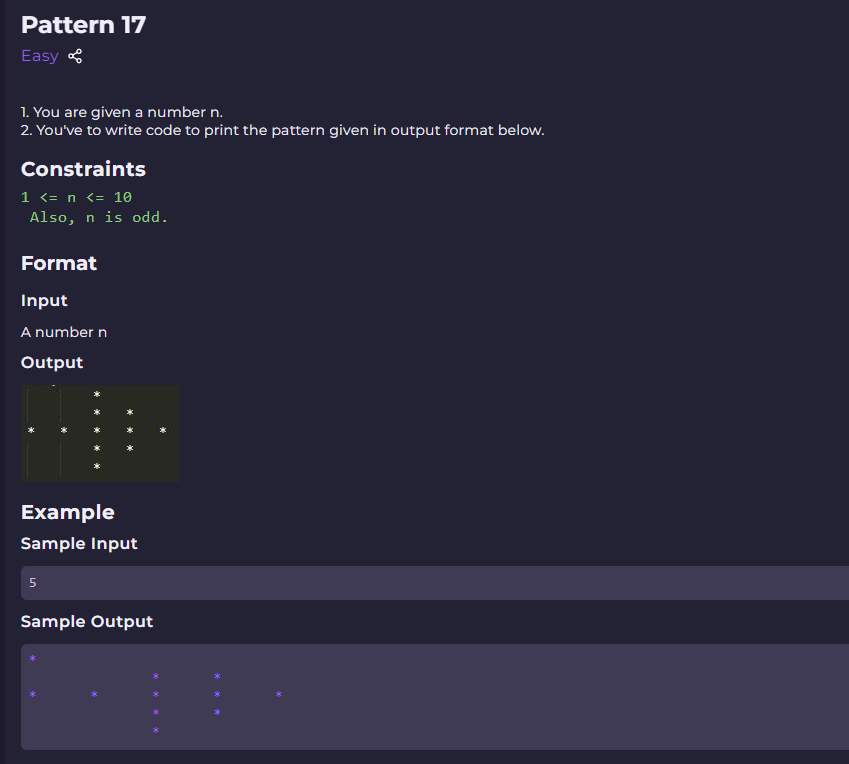 Pattern 17
Easy
1. You are given a number n.
2. You've to write code to print the pattern given in output format below.
Constraints
1 <= n <= 10
 Also, n is odd.
Format
Input
A number n
Output
		*
		*	*
*	*	*	*	*
		*	*
		*
Example
Sample Input
5
Sample Output
*
		*	*
*	*	*	*	*
		*	*
		*